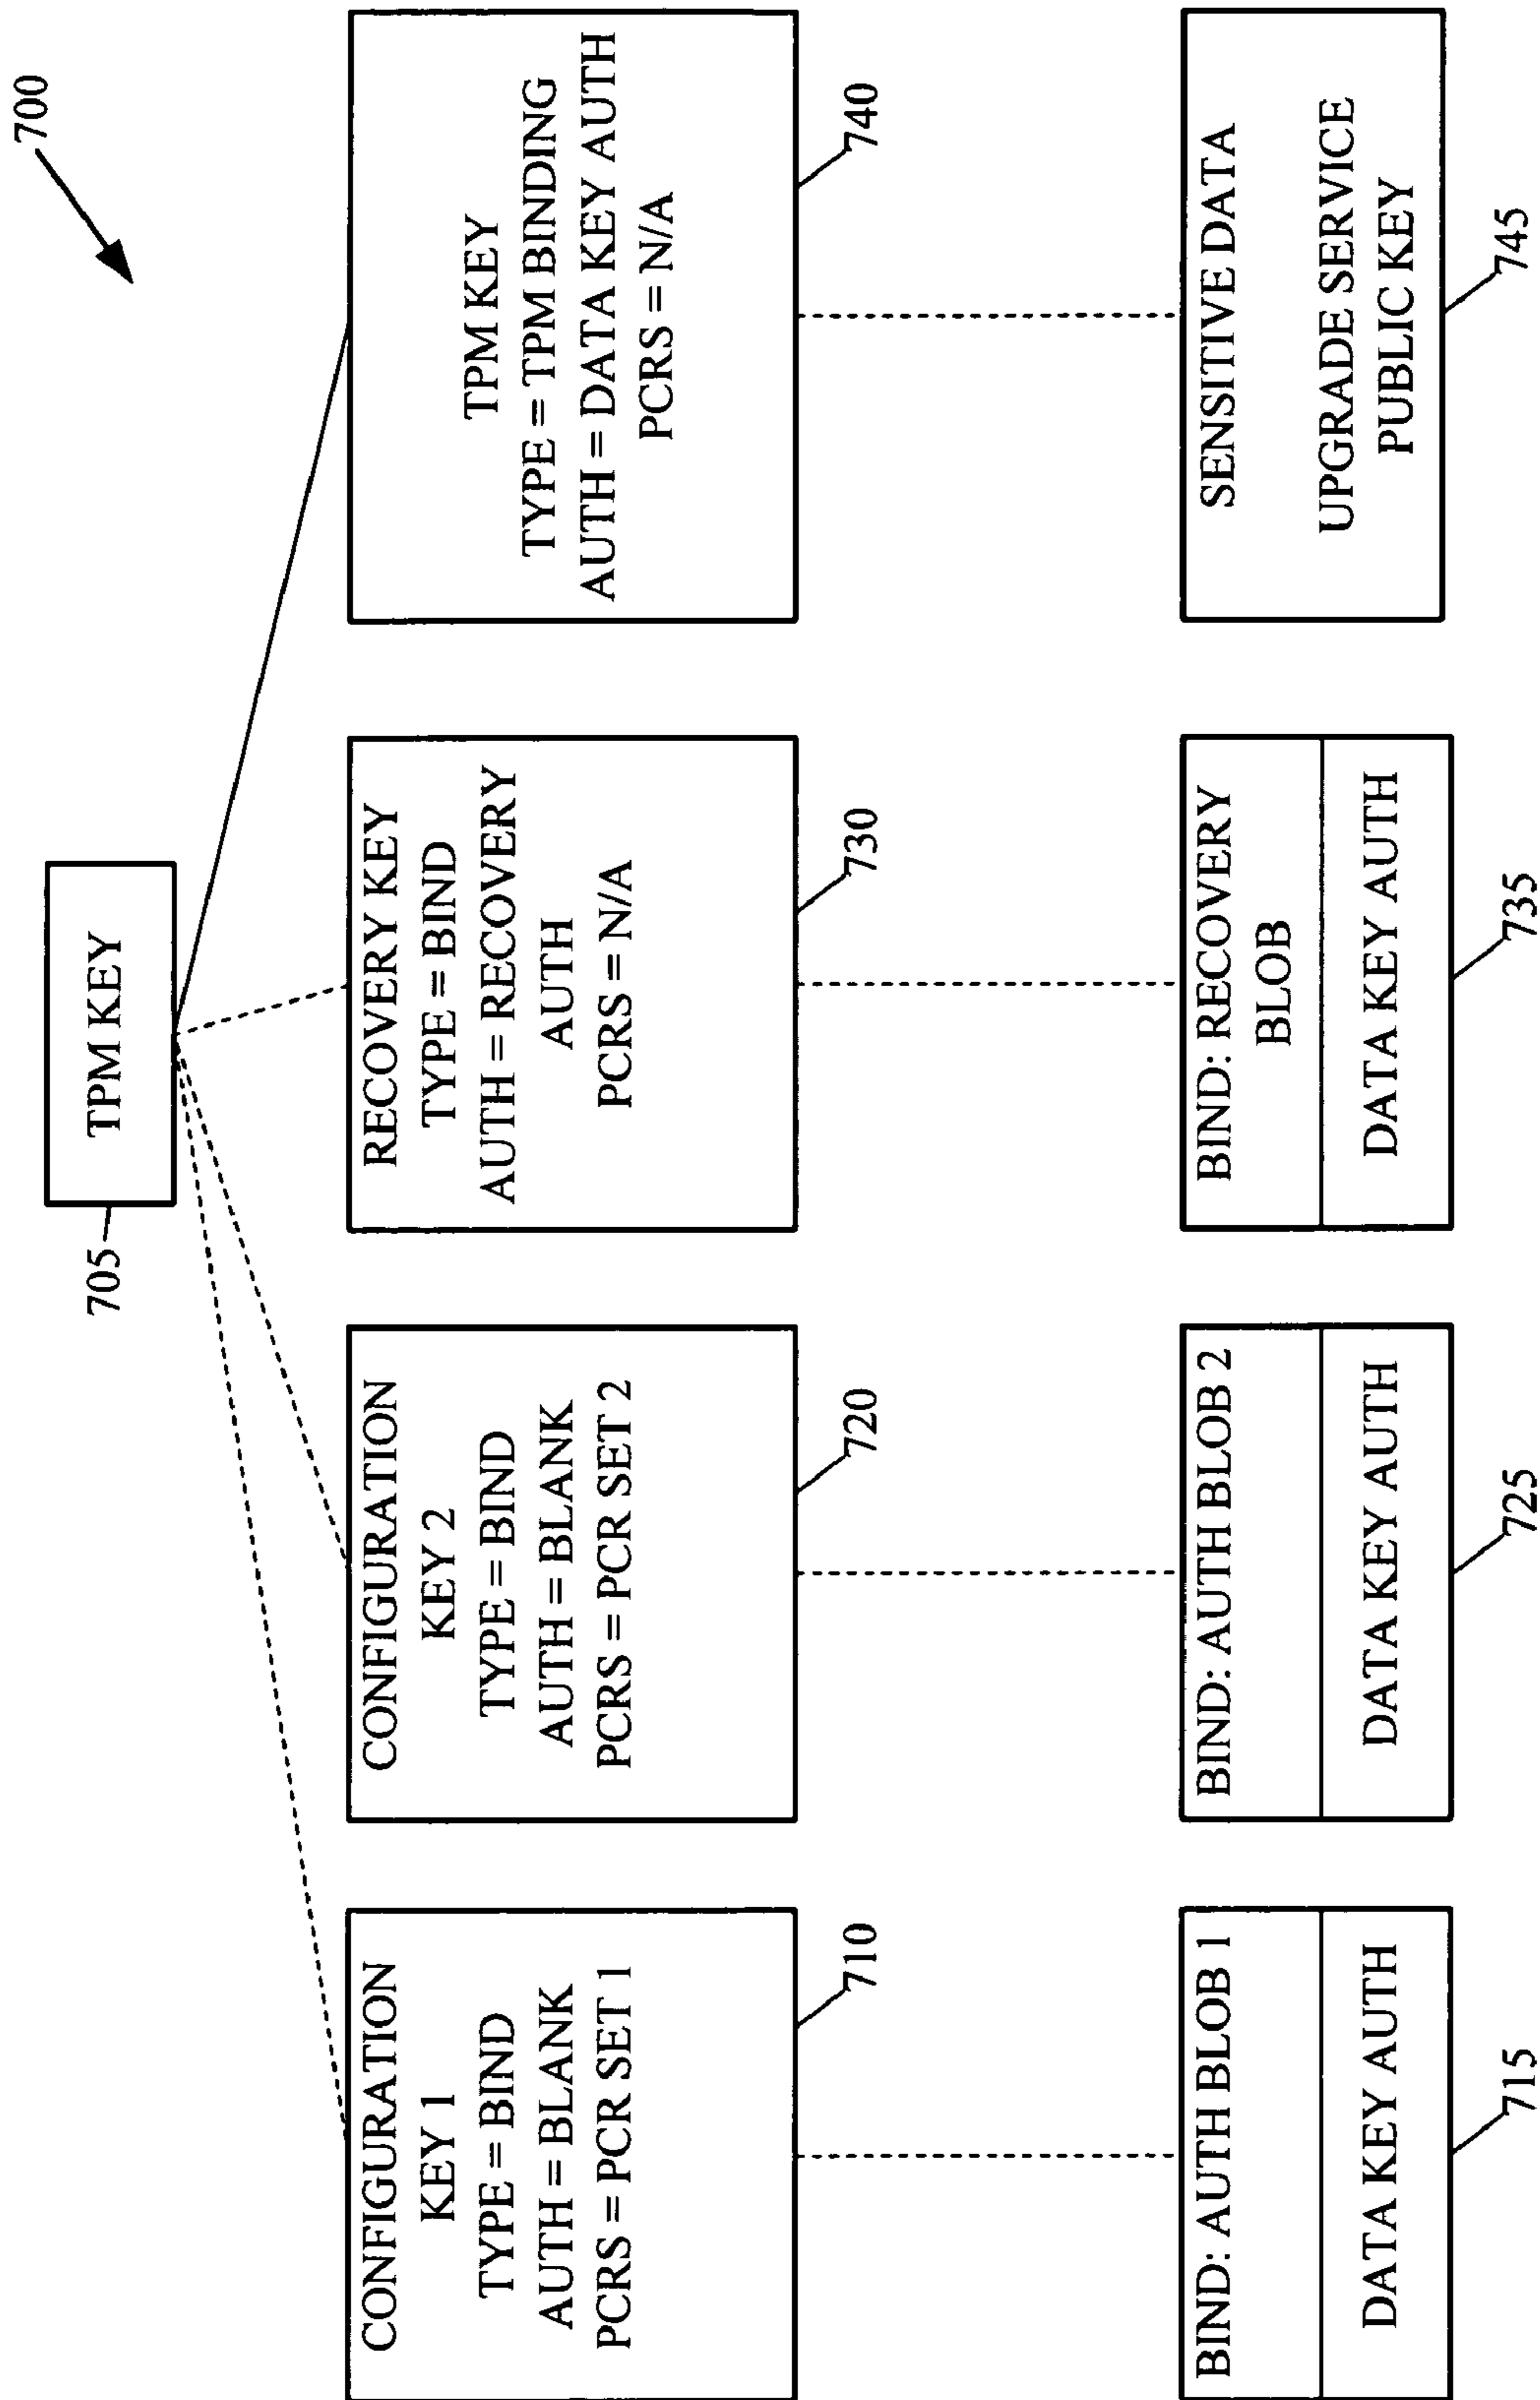 700
TPM KEY
705
CONFIGURATION
KEY 1
TYPE = BIND
AUTH = BLANK
PCRS = PCR SET 1
710
CONFIGURATION
KEY 2
TYPE = BIND
AUTH = BLANK
PCRS = PCR SET 2
720
RECOVERY KEY
TYPE = BIND
AUTH = RECOVERY
AUTH
PCRS = N/A
730
TPM KEY
TYPE = TPM BINDING
AUTH = DATA KEY AUTH
PCRS = N/A
740
BIND: AUTH BLOB 1
DATA KEY AUTH
715
BIND: AUTH BLOB 2
DATA KEY AUTH
725
BIND: RECOVERY
BLOB
DATA KEY AUTH
735
SENSITIVE DATA
UPGRADE SERVICE
PUBLIC KEY
745